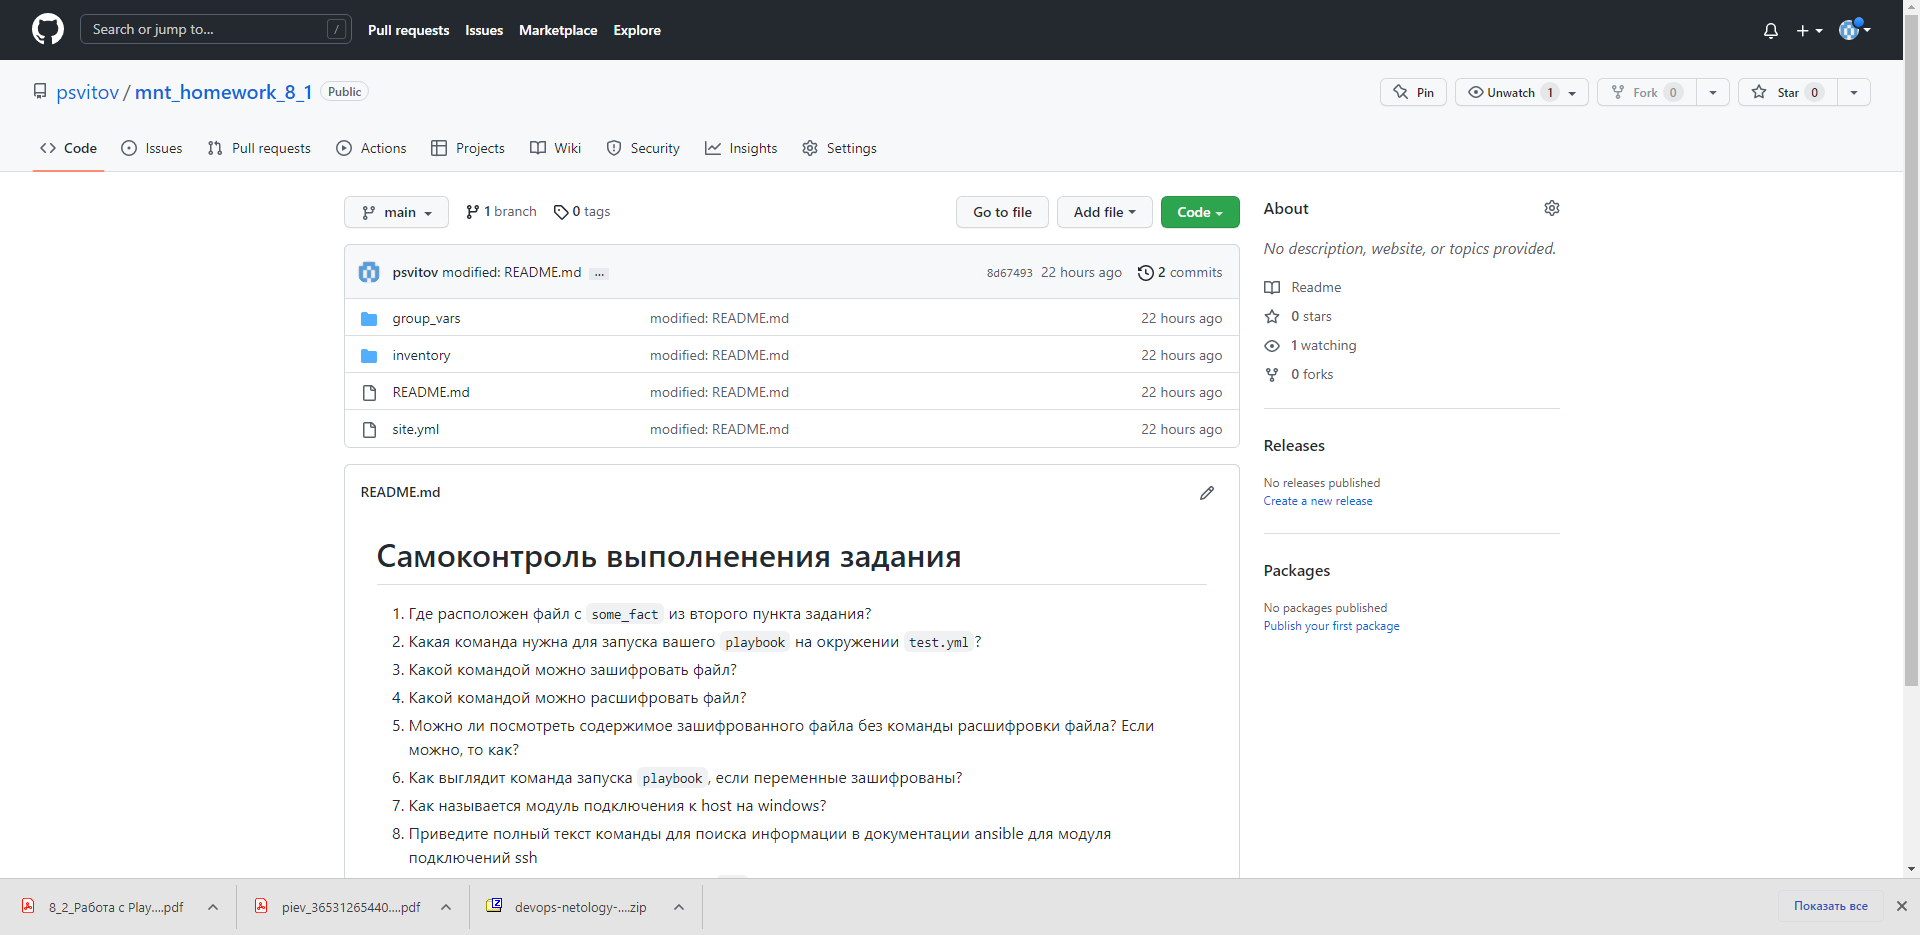 Search or jump to... /
Pull requests Issues Marketplace Explore
psvitov / mnt_homework_8_1 Public
Pin Unwatch 1 Fork 0 Star 0
Code Issues Pull requests Actions Projects Wiki Security Insights Settings
main 1 branch 0 tags Go to file Add file Code
psvitov modified: README.md ... 8d67493 22 hours ago 2 commits
group_vars modified: README.md 22 hours ago
inventory modified: README.md 22 hours ago
README.md modified: README.md 22 hours ago
site.yml modified: README.md 22 hours ago
README.md
Самоконтроль выполненения задания
1. Где расположен файл с some_fact из второго пункта задания?
2. Какая команда нужна для запуска вашего playbook на окружении test.yml ?
3. Какой командой можно зашифровать файл?
4. Какой командой можно расшифровать файл?
5. Можно ли посмотреть содержимое зашифрованного файла без команды расшифровки файла? Если
можно, то как?
6. Как выглядит команда запуска playbook , если переменные зашифрованы?
7. Как называется модуль подключения к host на windows?
8. Приведите полный текст команды для поиска информации в документации ansible для модуля
подключений ssh
About
No description, website, or topics provided.
Readme
0 stars
1 watching
0 forks
Releases
No releases published
Create a new release
Packages
No packages published
Publish your first package
8_2_Работа с Play....pdf
piev_36531265440....pdf
devops-netology-....zip
Показать все